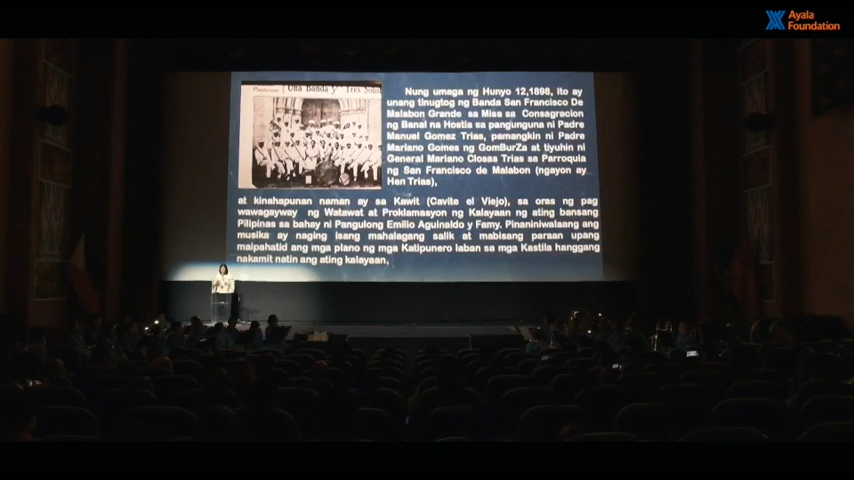 Ayala
Foundation
Una Banda y Tres Solos
Nung umaga ng Hunyo 12,1898, ito ay
unang tinugtog ng Banda San Francisco De
Malabon Grande sa Misa sa Consagracion
ng Banal na Hostia sa pangunguna ni Padre
Manuel Gomez Trias, pamangkin ni Padre
Mariano Gomes ng GomBurZa at tiyuhin ni
General Mariano Closas Trias sa Parroquia
ng San Francisco de Malabon (ngayon ay
Hen Trias),
at kinahapunan naman ay sa Kawit (Cavite el Viejo), sa oras ng pag
wawagayway ng Watawat at Proklamasyon ng Kalayaan ng ating bansang
Pilipinas sa bahay ni Pangulong Emilio Aguinaldo y Famy. Pinaniniwalaang ang
musika ay naging isang mahalagang salik at mabisang paraan upang
maipahatid ang mga plano ng mga Katipunero laban sa mga Kastila hanggang
nakamit natin ang ating kalayaan,